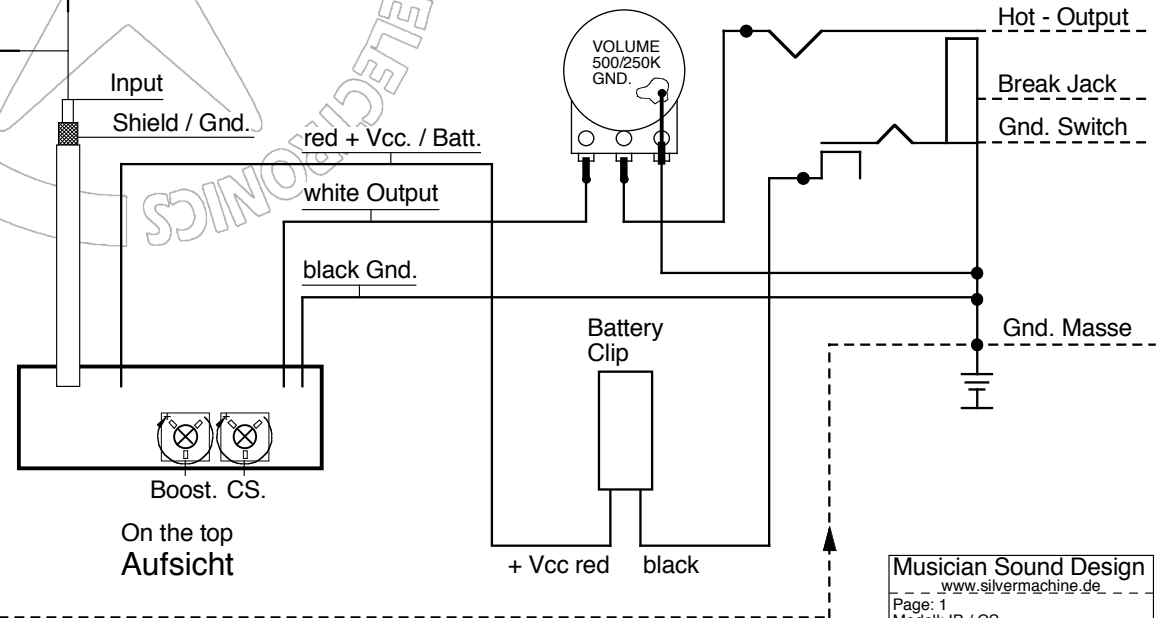 Hot - Output
VOLUME
500/250K
GND.
Input
Break Jack
Shield / Gnd.
Gnd. Switch
red + Vcc. / Batt.
white Output
ELECTRONICS
black Gnd.
Battery
Clip
Gnd. Masse
Boost. CS.
On the top
Aufsicht
+ Vcc red
black
Musician Sound Design
www.silvermachine.de
Page: 1